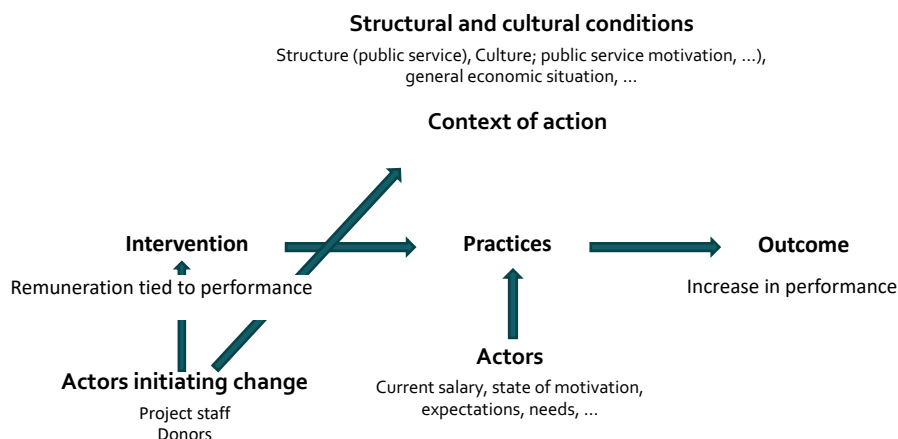 Structural and cultural conditions
Structure (public service), Culture; public service motivation, ...),
general economic situation, ...
Context of action
Intervention
Practices
Outcome
Remuneration tied to performance
Increase in performance
Actors
Actors initiating change
Current salary, state of motivation,
expectations, needs, ...
Project staff
Donors